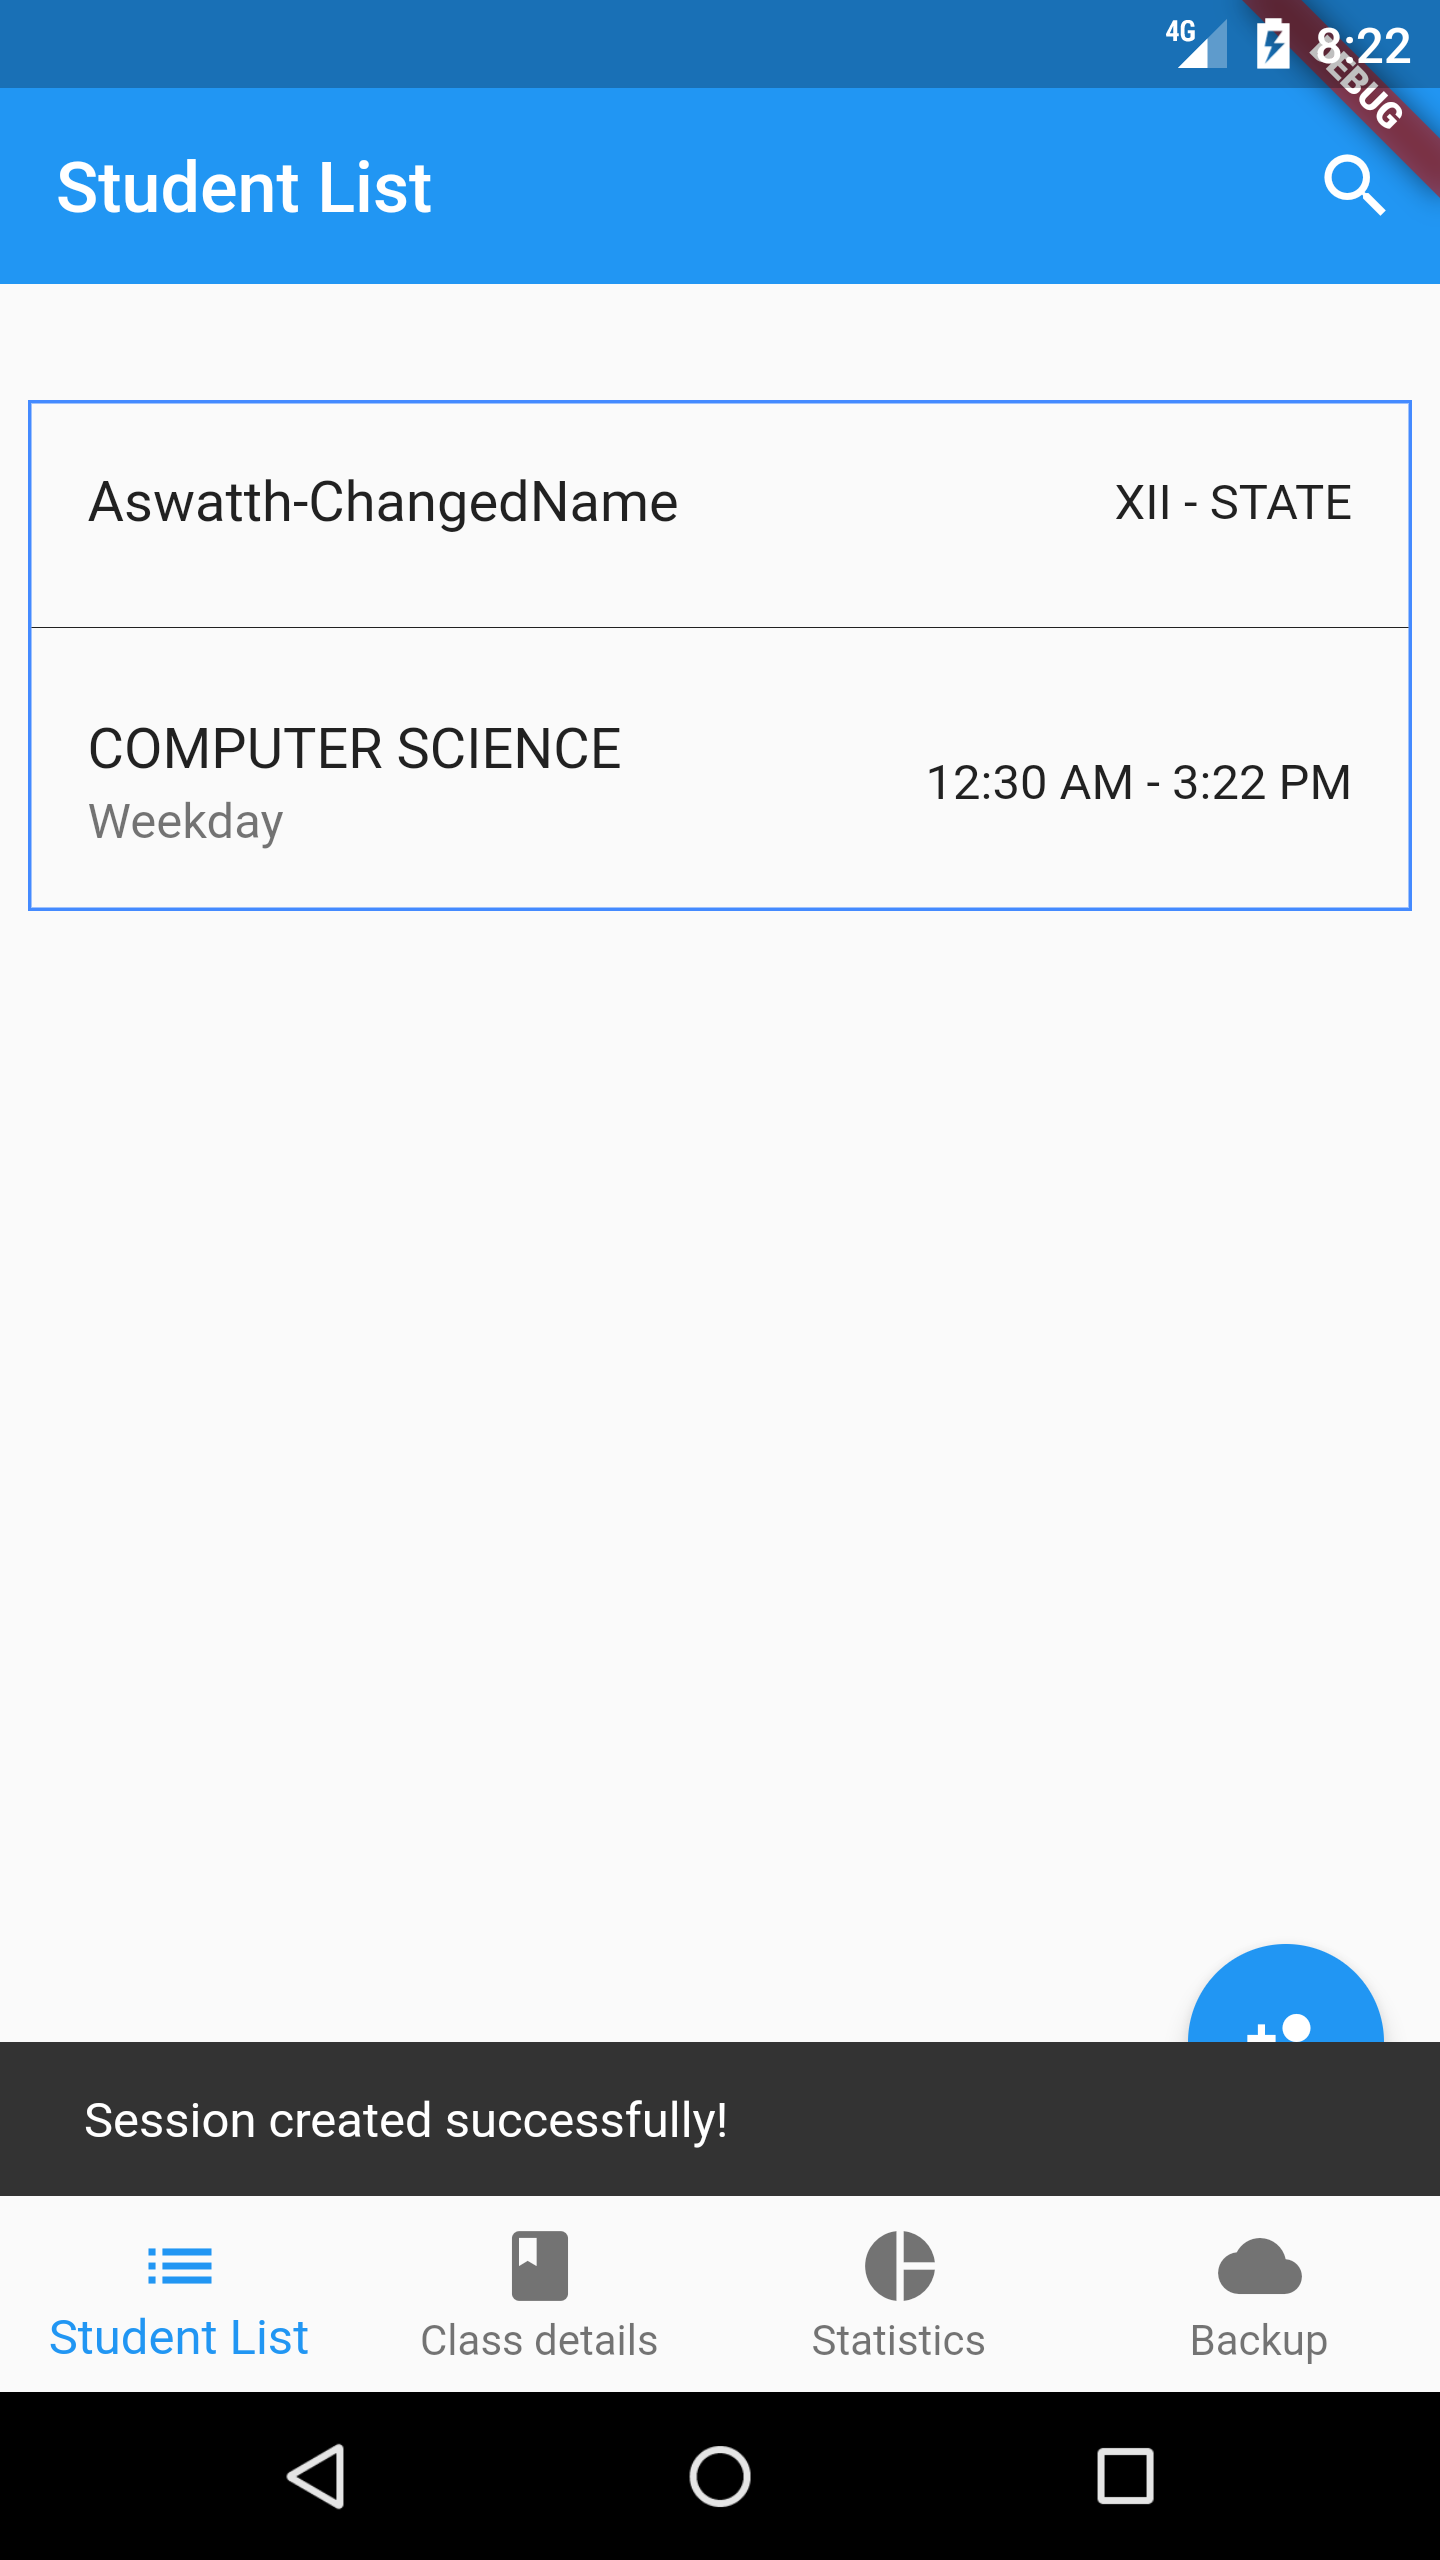 4G 8:22
DEBUG
Student List
Aswatth-ChangedName XII - STATE
COMPUTER SCIENCE
Weekday
12:30 AM - 3:22 PM
Session created successfully!
Student List Class details Statistics Backup